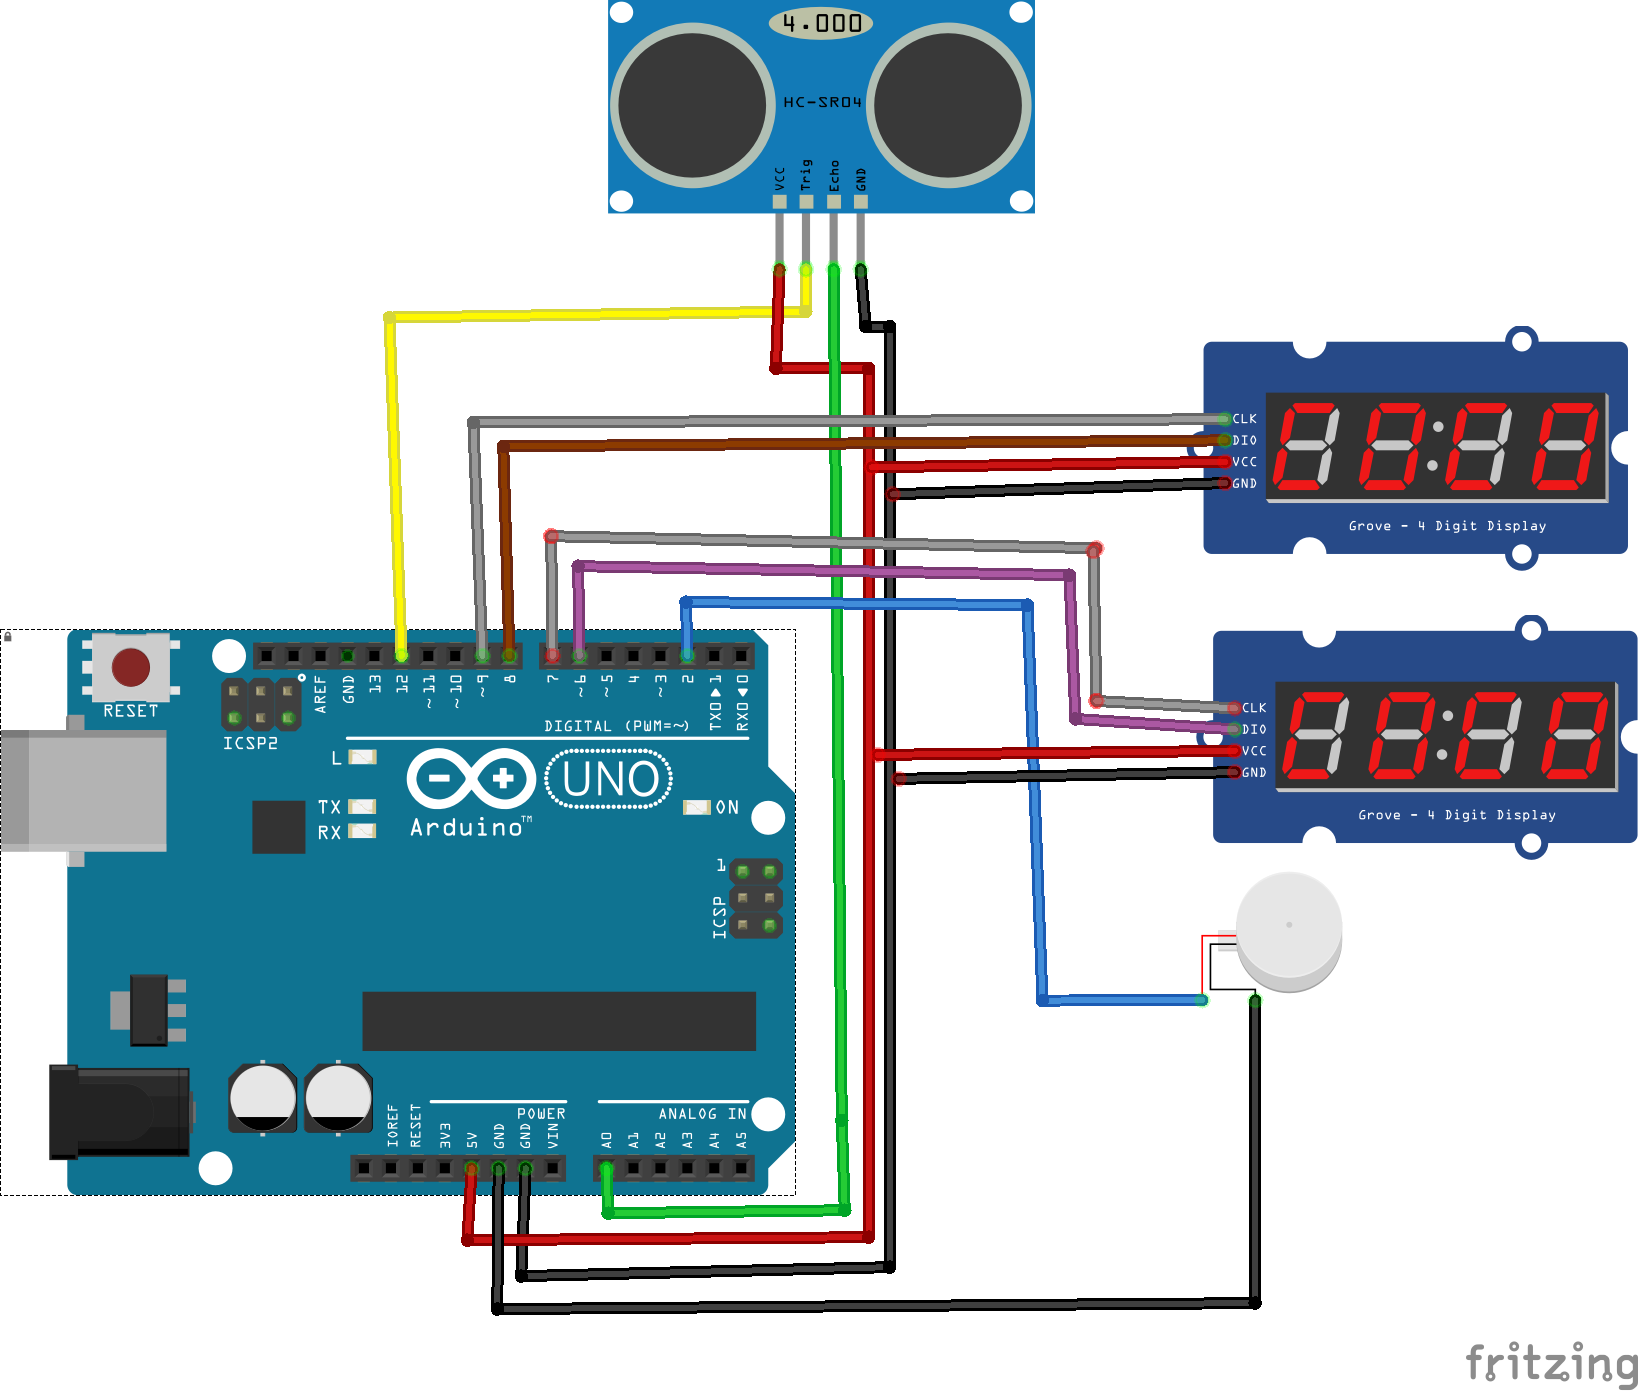 4.000
HC-SR04
VCC
Trig
Echo
GND
CLK
DIO
VCC
GND
Grove - 4 Digit Display
RESET
ICSP2
AREF
GND
13
12
~11
~10
~9
8
7
~6
~5
4
~3
2
TX0▶1
RX0◀0
DIGITAL (PWM=~)
L
TX
RX
UNO
Arduino™
ON
CLK
DIO
VCC
GND
Grove - 4 Digit Display
1
ICSP
IOREF
RESET
3V3
5V
GND
GND
VIN
POWER
ANALOG IN
A0
A1
A2
A3
A4
A5
fritzing